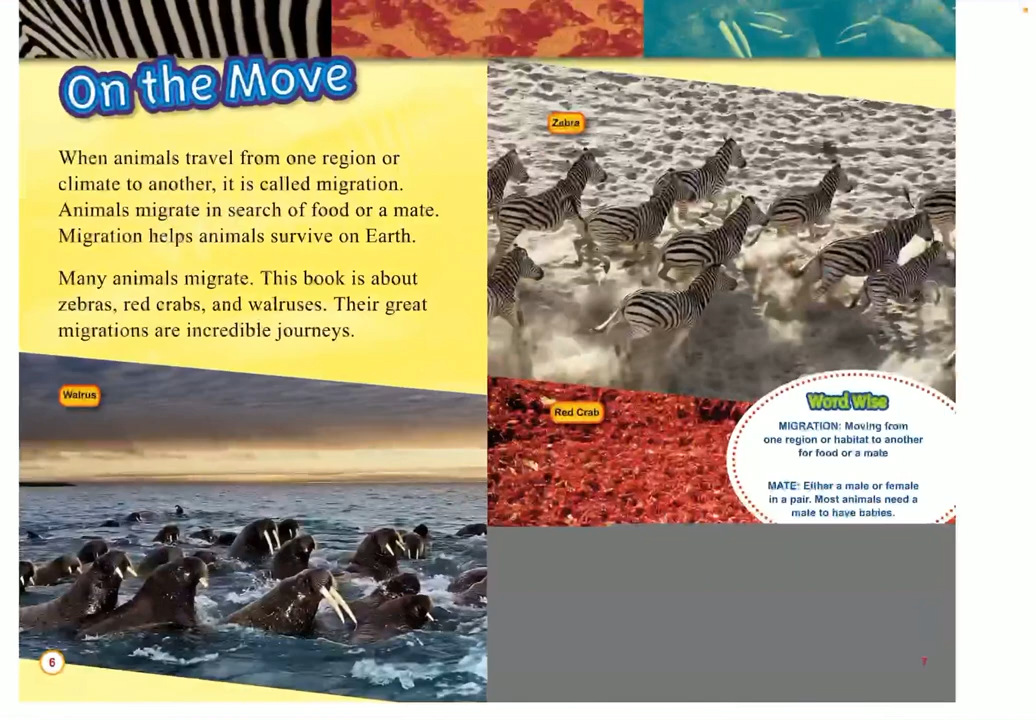 On the Move
When animals travel from one region or
climate to another, it is called migration.
Animals migrate in search of food or a mate.
Migration helps animals survive on Earth.
Many animals migrate. This book is about
zebras, red crabs, and walruses. Their great
migrations are incredible journeys.
Walrus
6
Zebra
Red Crab
Word Wise
MIGRATION: Moving from
one region or habitat to another
for food or a mate
MATE: Either a male or female
in a pair. Most animals need a
mate to have babies.
7